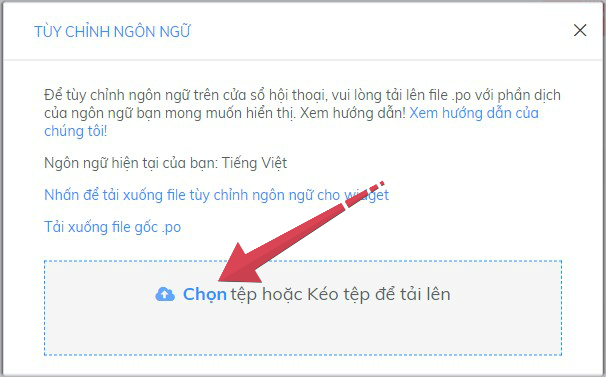 TÙY CHỈNH NGÔN NGỮ
Để tùy chỉnh ngôn ngữ trên cửa sổ hội thoại, vui lòng tải lên file .po với phần dịch
của ngôn ngữ bạn mong muốn hiển thị. Xem hướng dẫn! Xem hướng dẫn của
chúng tôi!
Ngôn ngữ hiện tại của bạn: Tiếng Việt
Nhấn để tải xuống file tùy chỉnh ngôn ngữ cho widget
Tải xuống file gốc .po
Chọn tệp hoặc Kéo tệp để tải lên